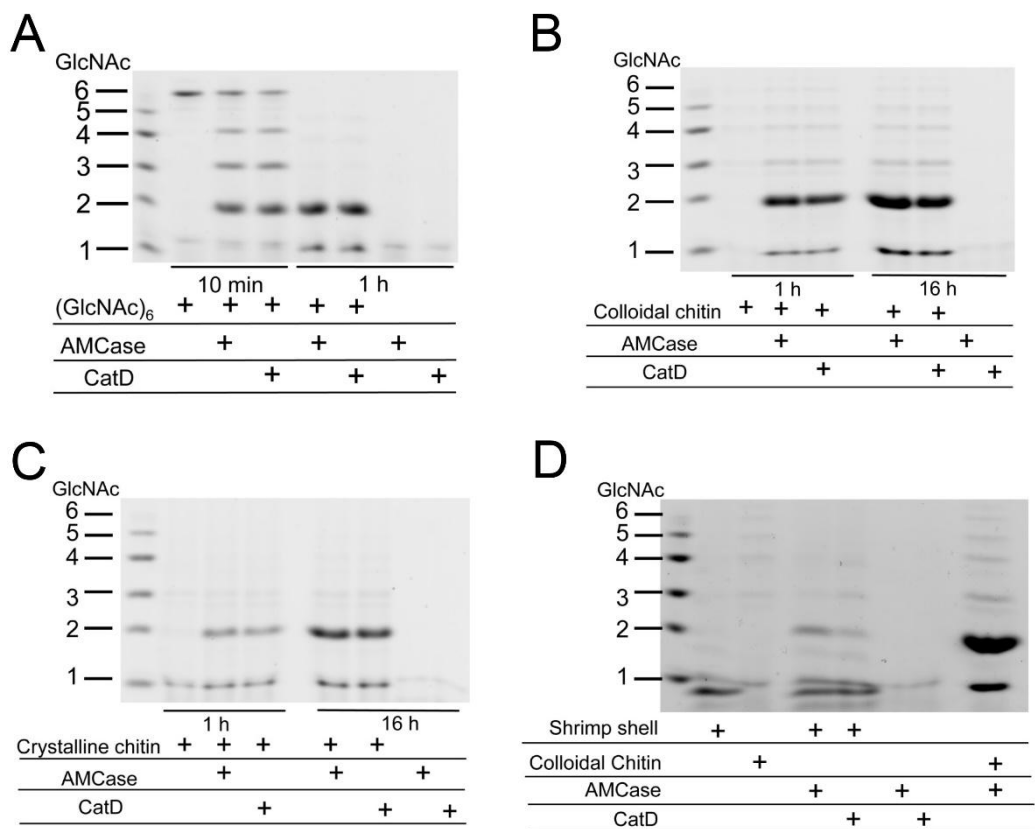 A
GlcNAc
6
5
4
3
2
1
10 min 1 h
(GlcNAc)6 + + + + +
AMCase + + +
CatD + + +
B
GlcNAc
6
5
4
3
2
1
1 h 16 h
Colloidal chitin + + + + +
AMCase + + +
CatD + + +
C
GlcNAc
6
5
4
3
2
1
1 h 16 h
Crystalline chitin + + + + +
AMCase + + +
CatD + + +
D
GlcNAc
6
5
4
3
2
1
Shrimp shell + + +
Colloidal Chitin + +
AMCase + + +
CatD + +